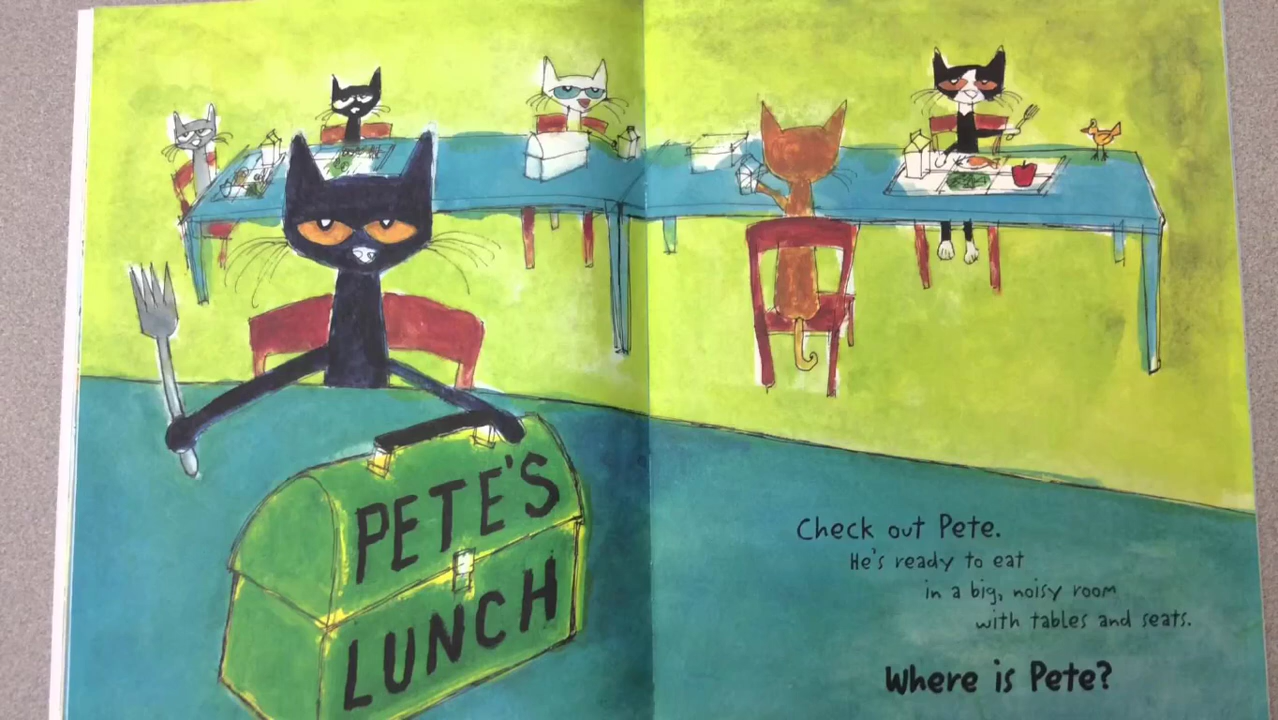 PETE'S
LUNCH
Check out Pete.
He's ready to eat
in a big, noisy room
with tables and seats.
Where is Pete?